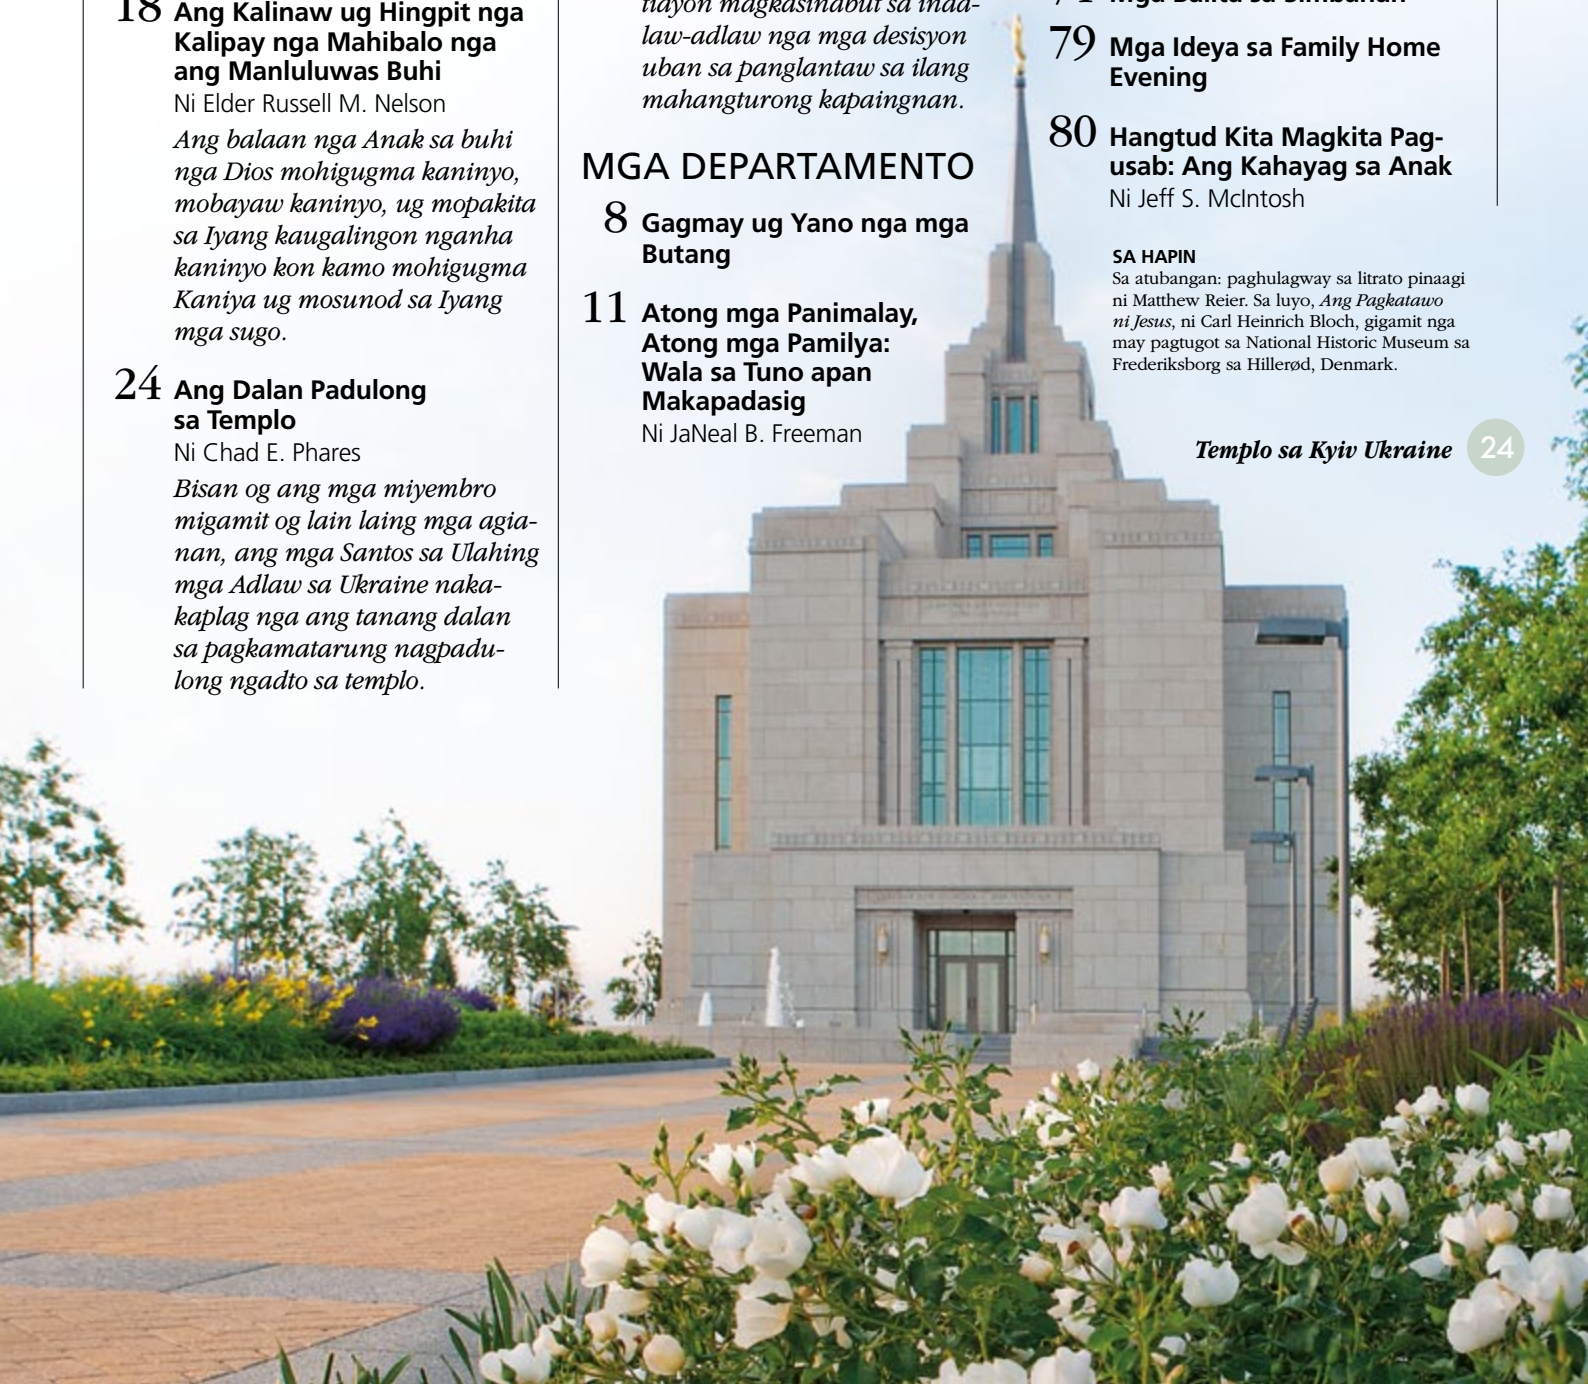 18 Ang Kalinaw ug Hingpit nga
Kalipay nga Mahibalo nga
ang Manluluwas Buhi
Ni Elder Russell M. Nelson
Ang balaan nga Anak sa buhi
nga Dios mohigugma kaninyo,
mobayaw kaninyo, ug mopakita
sa Iyang kaugalingon nganha
kaninyo kon kamo mohigugma
Kaniya ug mosunod sa Iyang
mga sugo.
24 Ang Dalan Padulong
sa Templo
Ni Chad E. Phares
Bisan og ang mga miyembro
migamit og lain laing mga agia-
nan, ang mga Santos sa Ulahing
mga Adlaw sa Ukraine naka-
kaplag nga ang tanang dalan
sa pagkamatarung nagpadu-
long ngadto sa templo.
tiayon magkasinabut sa inad-
law-adlaw nga mga desisyon
uban sa panglantaw sa ilang
mahangturong kapaingnan.
MGA DEPARTAMENTO
8 Gagmay ug Yano nga mga
Butang
11 Atong mga Panimalay,
Atong mga Pamilya:
Wala sa Tuno apan
Makapadasig
Ni JaNeal B. Freeman
Mga Balita sa Simbahan
79 Mga Ideya sa Family Home
Evening
80 Hangtud Kita Magkita Pag-
usab: Ang Kahayag sa Anak
Ni Jeff S. McIntosh
SA HAPIN
Sa atubangan: paghulagway sa litrato pinaagi
ni Matthew Reier. Sa luyo, Ang Pagkatawo
ni Jesus, ni Carl Heinrich Bloch, gigamit nga
may pagtugot sa National Historic Museum sa
Frederiksborg sa Hillerød, Denmark.
Templo sa Kyiv Ukraine 24